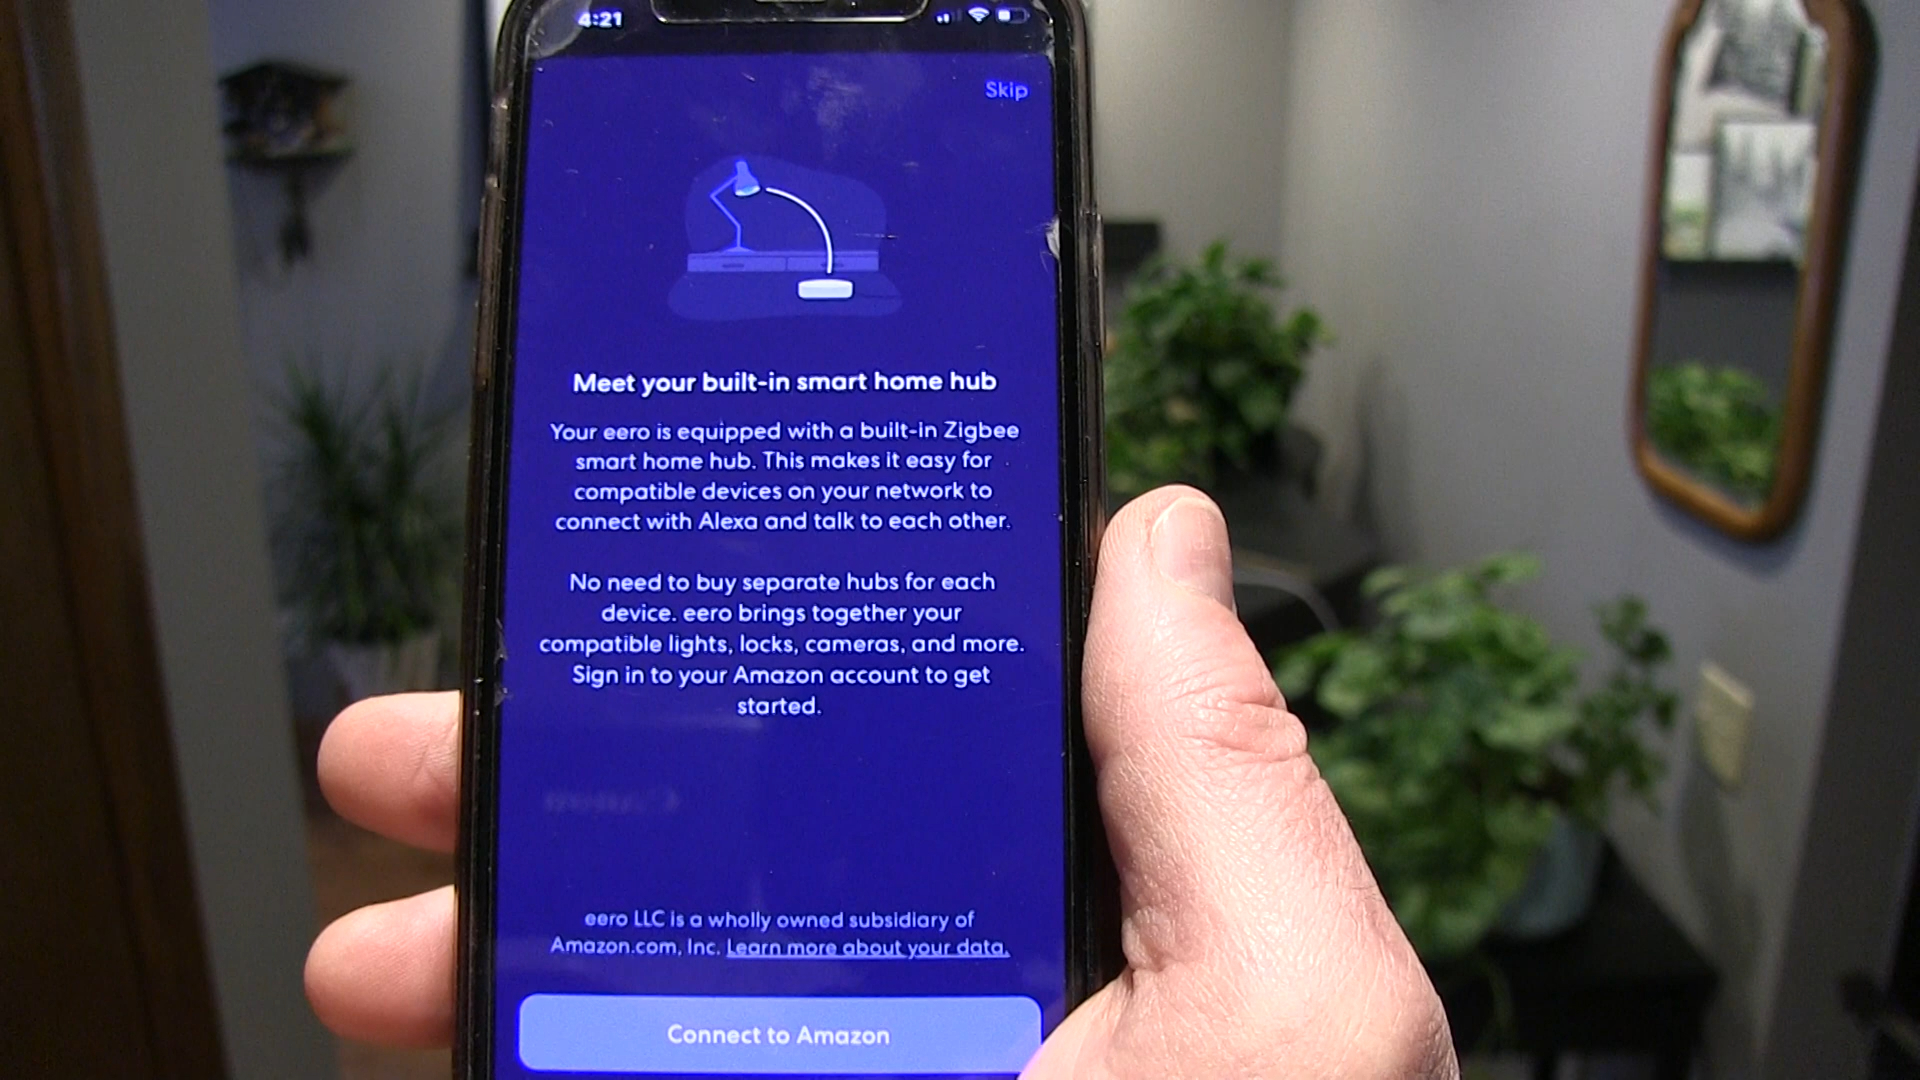 4:21
Skip
Meet your built-in smart home hub
Your eero is equipped with a built-in Zigbee
smart home hub. This makes it easy for
compatible devices on your network to
connect with Alexa and talk to each other.
No need to buy separate hubs for each
device. eero brings together your
compatible lights, locks, cameras, and more.
Sign in to your Amazon account to get
started.
eero LLC is a wholly owned subsidiary of
Amazon.com, Inc. Learn more about your data.
Connect to Amazon